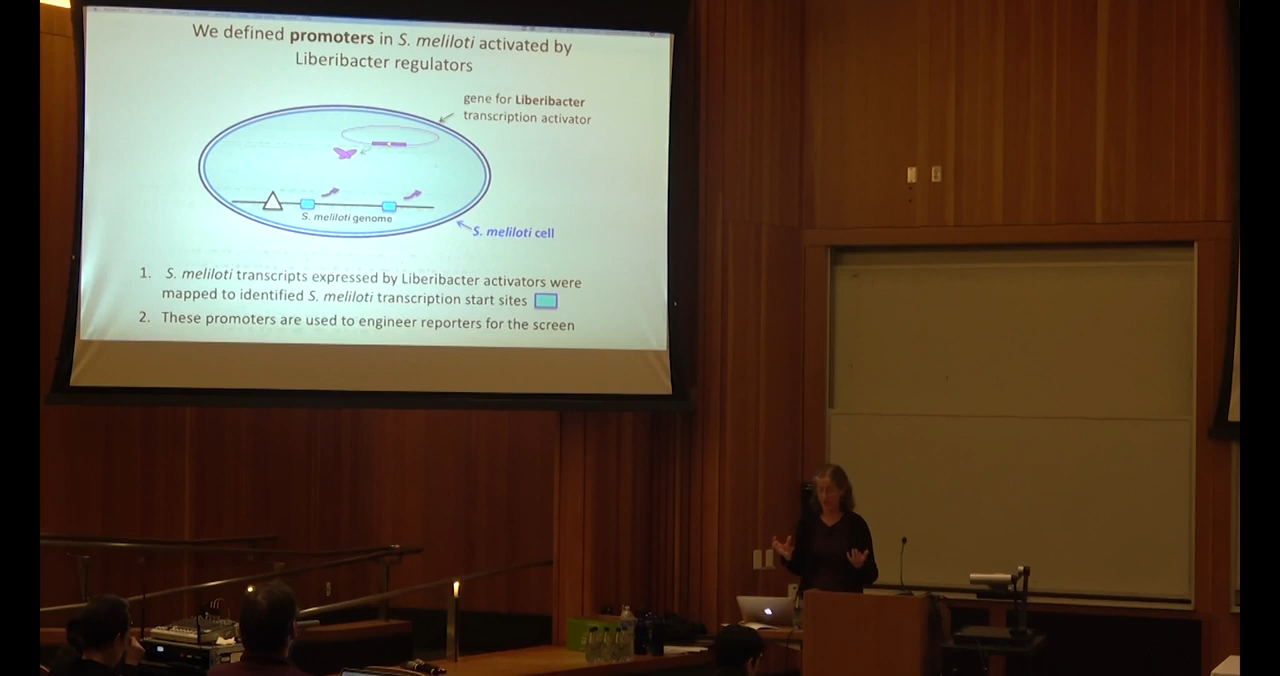 We defined promoters in S. meliloti activated by
Liberibacter regulators
gene for Liberibacter
transcription activator
S. meliloti genome
S. meliloti cell
1. S. meliloti transcripts expressed by Liberibacter activators were
mapped to identified S. meliloti transcription start sites
2. These promoters are used to engineer reporters for the screen